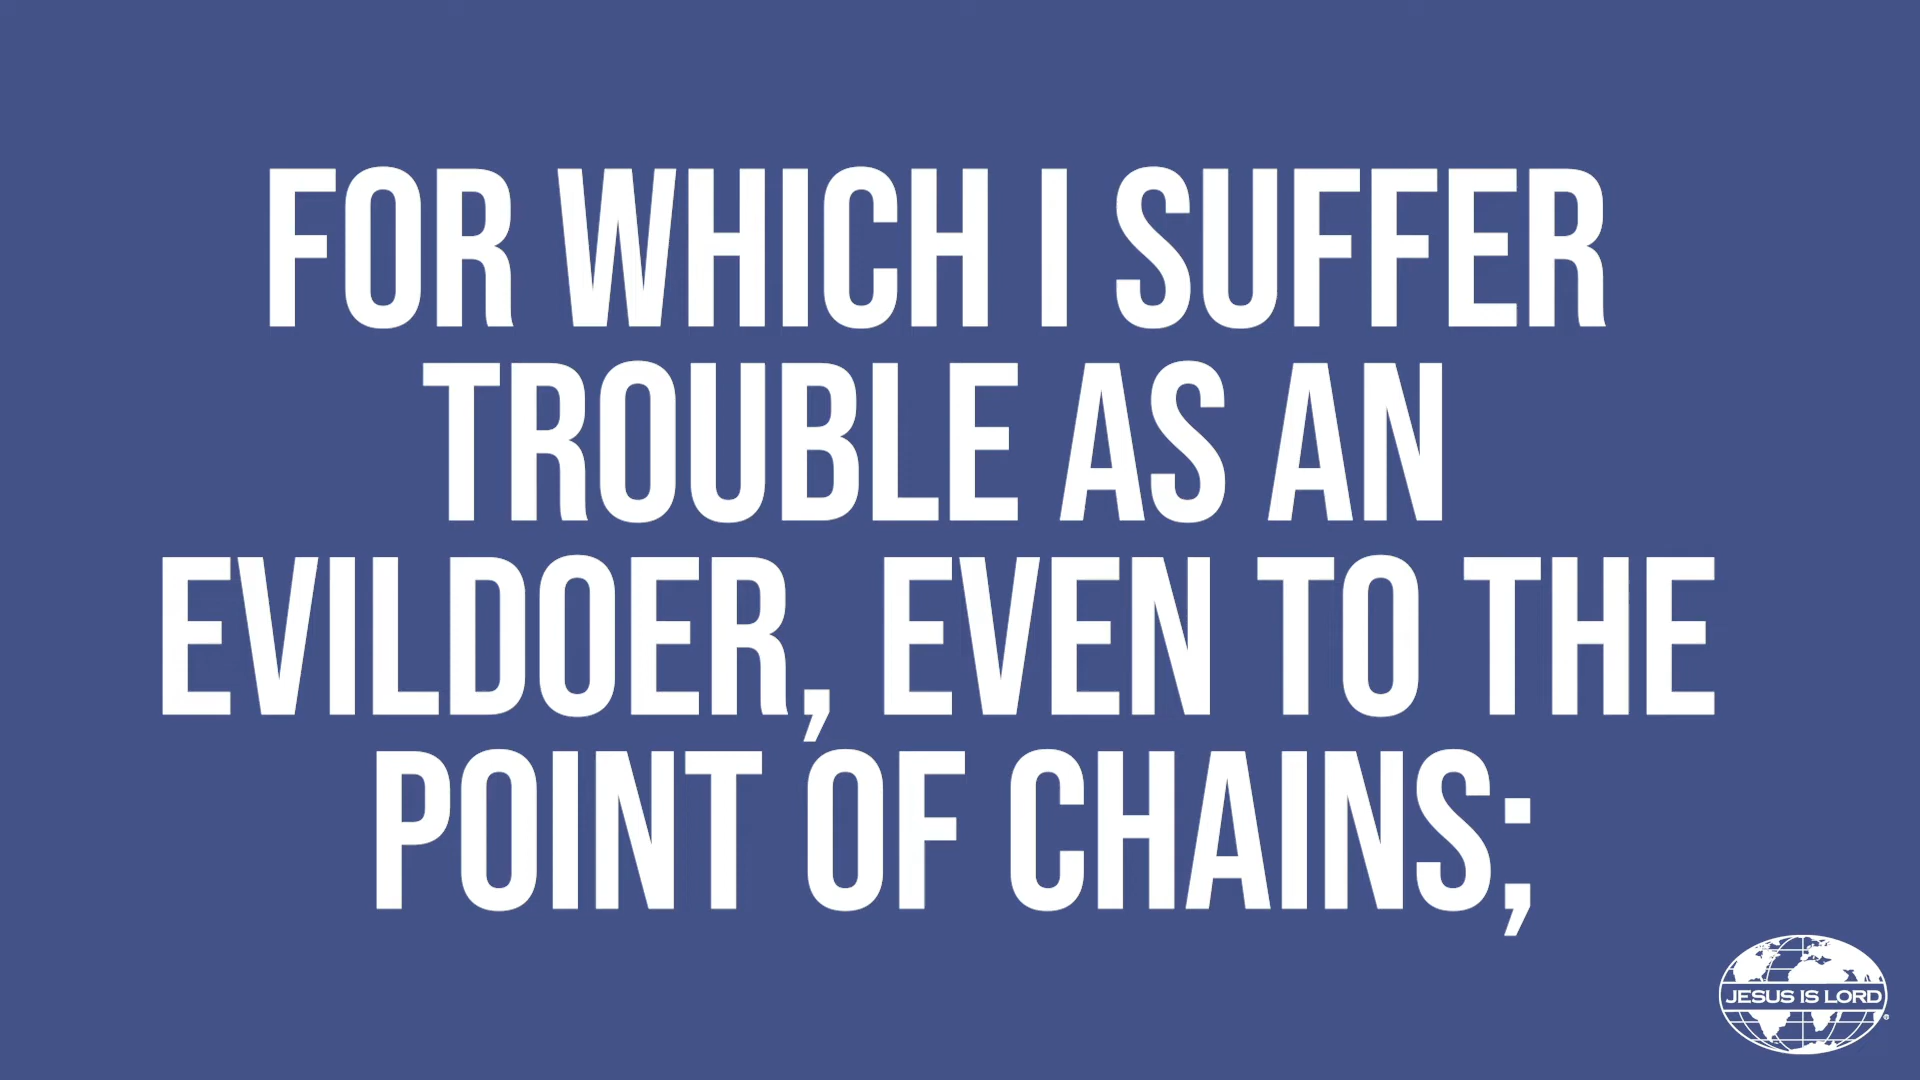 FOR WHICH I SUFFER
TROUBLE AS AN
EVILDOER, EVEN TO THE
POINT OF CHAINS;
JESUS IS LORD
®